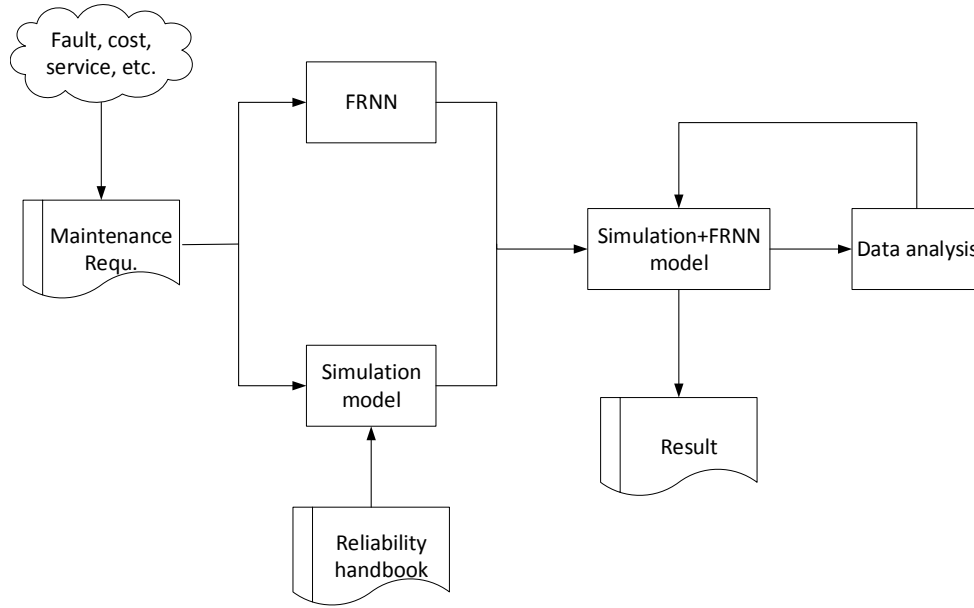 Fault, cost,
service, etc.
FRNN
Maintenance
Requ.
Simulation+FRNN
model
Data analysis
Simulation
model
Result
Reliability
handbook